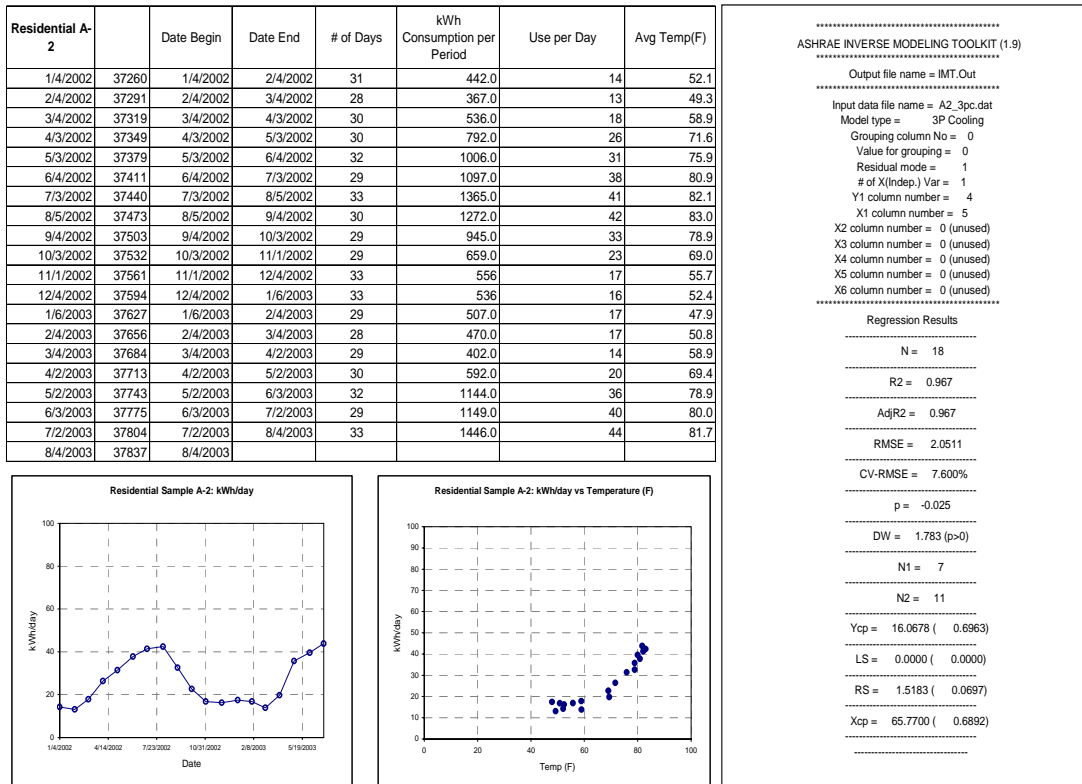 Residential A-2 Date Begin Date End # of Days kWh Consumption per Period Use per Day Avg Temp(F)
1/4/2002 37260 1/4/2002 2/4/2002 31 442.0 14 52.1
2/4/2002 37291 2/4/2002 3/4/2002 28 367.0 13 49.3
3/4/2002 37319 3/4/2002 4/3/2002 30 536.0 18 58.9
4/3/2002 37349 4/3/2002 5/3/2002 30 792.0 26 71.6
5/3/2002 37379 5/3/2002 6/4/2002 32 1006.0 31 75.9
6/4/2002 37411 6/4/2002 7/3/2002 29 1097.0 38 80.9
7/3/2002 37440 7/3/2002 8/5/2002 33 1365.0 41 82.1
8/5/2002 37473 8/5/2002 9/4/2002 30 1272.0 42 83.0
9/4/2002 37503 9/4/2002 10/3/2002 29 945.0 33 78.9
10/3/2002 37532 10/3/2002 11/1/2002 29 659.0 23 69.0
11/1/2002 37561 11/1/2002 12/4/2002 33 556 17 55.7
12/4/2002 37594 12/4/2002 1/6/2003 33 536 16 52.4
1/6/2003 37627 1/6/2003 2/4/2003 29 507.0 17 47.9
2/4/2003 37656 2/4/2003 3/4/2003 28 470.0 17 50.8
3/4/2003 37684 3/4/2003 4/2/2003 29 402.0 14 58.9
4/2/2003 37713 4/2/2003 5/2/2003 30 592.0 20 69.4
5/2/2003 37743 5/2/2003 6/3/2003 32 1144.0 36 78.9
6/3/2003 37775 6/3/2003 7/2/2003 29 1149.0 40 80.0
7/2/2003 37804 7/2/2003 8/4/2003 33 1446.0 44 81.7
8/4/2003 37837 8/4/2003
Residential Sample A-2: kWh/day
100
80
60
40
20
0
kWh/day
1/4/2002 4/14/2002 7/23/2002 10/31/2002 2/8/2003 5/19/2003
Date
Residential Sample A-2: kWh/day vs Temperature (F)
100
90
80
70
60
50
40
30
20
10
0
kWh/day
0 20 40 60 80 100
Temp (F)
********************************************
ASHRAE INVERSE MODELING TOOLKIT (1.9)
********************************************
Output file name = IMT.Out
********************************************
Input data file name = A2_3pc.dat
Model type = 3P Cooling
Grouping column No = 0
Value for grouping = 0
Residual mode = 1
# of X(Indep.) Var = 1
Y1 column number = 4
X1 column number = 5
X2 column number = 0 (unused)
X3 column number = 0 (unused)
X4 column number = 0 (unused)
X5 column number = 0 (unused)
X6 column number = 0 (unused)
********************************************
Regression Results
--------------------------------------
N = 18
--------------------------------------
R2 = 0.967
--------------------------------------
AdjR2 = 0.967
--------------------------------------
RMSE = 2.0511
--------------------------------------
CV-RMSE = 7.600%
--------------------------------------
p = -0.025
--------------------------------------
DW = 1.783 (p>0)
--------------------------------------
N1 = 7
--------------------------------------
N2 = 11
--------------------------------------
Ycp = 16.0678 ( 0.6963)
--------------------------------------
LS = 0.0000 ( 0.0000)
--------------------------------------
RS = 1.5183 ( 0.0697)
--------------------------------------
Xcp = 65.7700 ( 0.6892)
--------------------------------------
---------------------------------